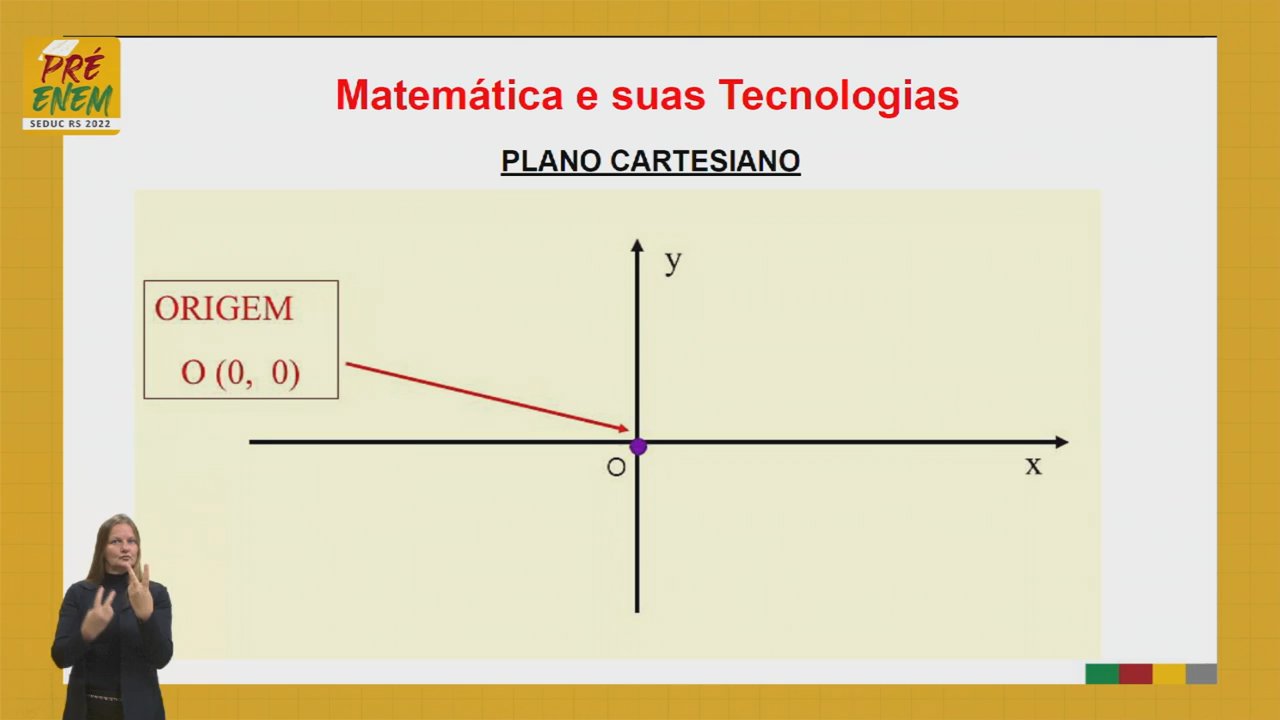 PRÉ
ENEM
SEDUC RS 2022
Matemática e suas Tecnologias
PLANO CARTESIANO
y
ORIGEM
O (0, 0)
O
x